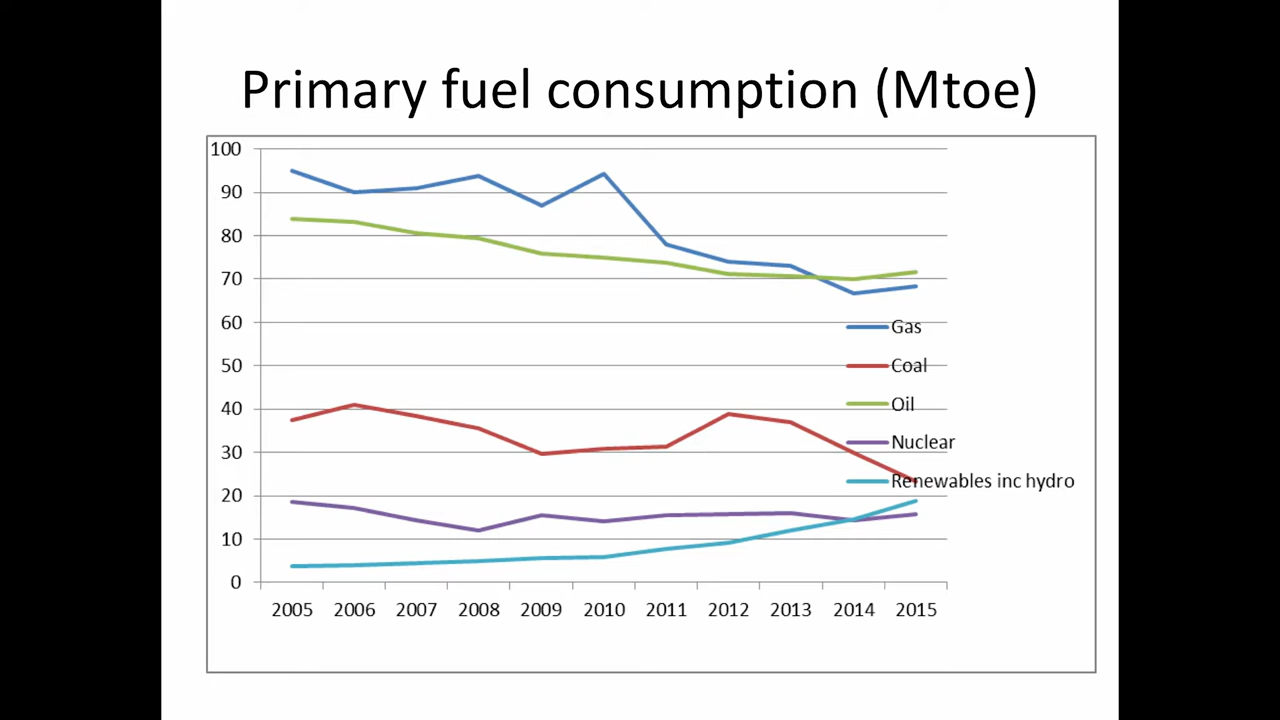 Primary fuel consumption (Mtoe)
100
90
80
70
60
50
40
30
20
10
0
2005 2006 2007 2008 2009 2010 2011 2012 2013 2014 2015
Gas
Coal
Oil
Nuclear
Renewables inc hydro